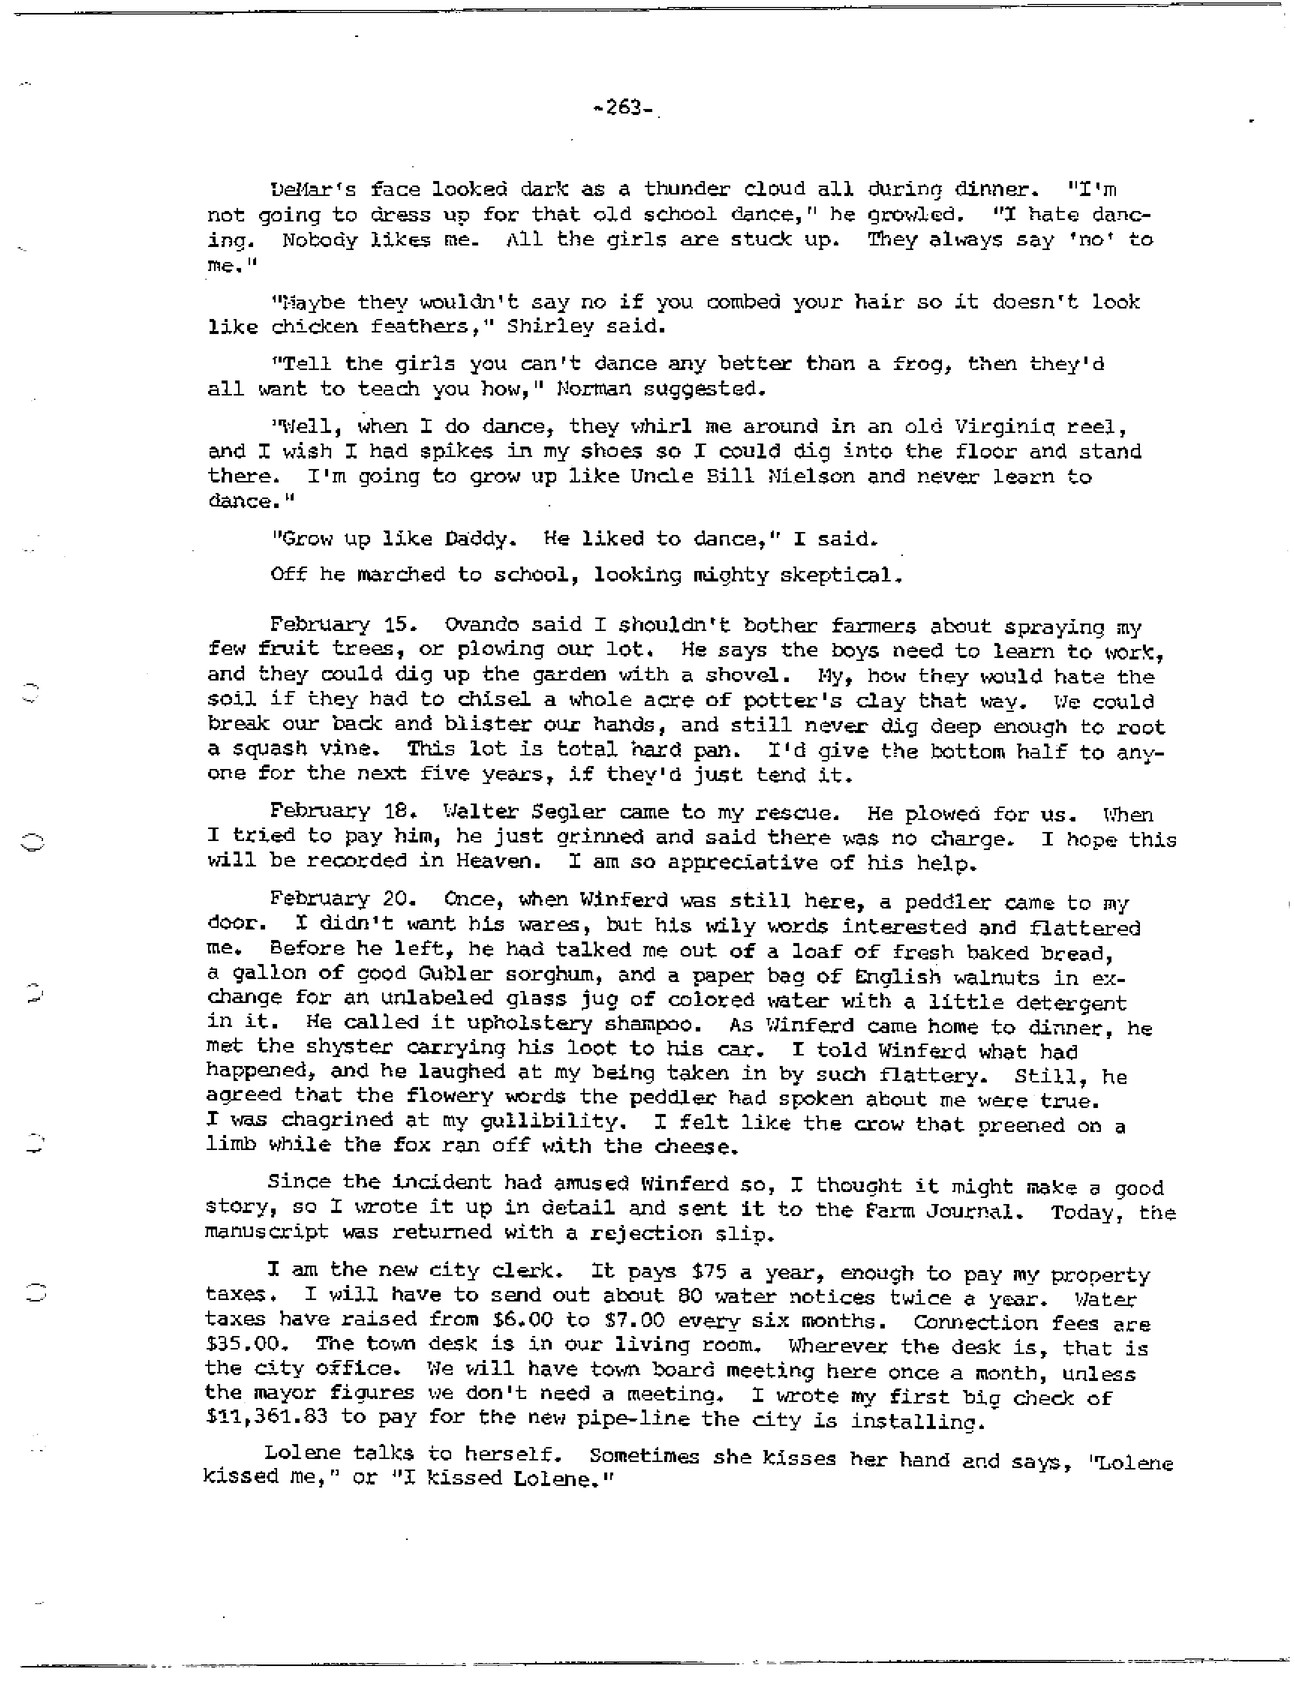 -263-
DeMar's face looked dark as a thunder cloud all during dinner. "I'm
not going to dress up for that old school dance," he growled. "I hate danc-
ing. Nobody likes me. All the girls are stuck up. They always say 'no' to
me."
"Maybe they wouldn't say no if you combed your hair so it doesn't look
like chicken feathers," Shirley said.
"Tell the girls you can't dance any better than a frog, then they'd
all want to teach you how," Norman suggested.
"Well, when I do dance, they whirl me around in an old Virginia reel,
and I wish I had spikes in my shoes so I could dig into the floor and stand
there. I'm going to grow up like Uncle Bill Nielson and never learn to
dance."
"Grow up like Daddy. He liked to dance," I said.
Off he marched to school, looking mighty skeptical.
February 15. Ovando said I shouldn't bother farmers about spraying my
few fruit trees, or plowing our lot. He says the boys need to learn to work,
and they could dig up the garden with a shovel. My, how they would hate the
soil if they had to chisel a whole acre of potter's clay that way. We could
break our back and blister our hands, and still never dig deep enough to root
a squash vine. This lot is total hard pan. I'd give the bottom half to any-
one for the next five years, if they'd just tend it.
February 18. Walter Segler came to my rescue. He plowed for us. When
I tried to pay him, he just grinned and said there was no charge. I hope this
will be recorded in Heaven. I am so appreciative of his help.
February 20. Once, when Winferd was still here, a peddler came to my
door. I didn't want his wares, but his wily words interested and flattered
me. Before he left, he had talked me out of a loaf of fresh baked bread,
a gallon of good Gubler sorghum, and a paper bag of English walnuts in ex-
change for an unlabeled glass jug of colored water with a little detergent
in it. He called it upholstery shampoo. As Winferd came home to dinner, he
met the shyster carrying his loot to his car. I told Winferd what had
happened, and he laughed at my being taken in by such flattery. Still, he
agreed that the flowery words the peddler had spoken about me were true.
I was chagrined at my gullibility. I felt like the crow that preened on a
limb while the fox ran off with the cheese.
Since the incident had amused Winferd so, I thought it might make a good
story, so I wrote it up in detail and sent it to the Farm Journal. Today, the
manuscript was returned with a rejection slip.
I am the new city clerk. It pays $75 a year, enough to pay my property
taxes. I will have to send out about 80 water notices twice a year. Water
taxes have raised from $6.00 to $7.00 every six months. Connection fees are
$35.00. The town desk is in our living room. Wherever the desk is, that is
the city office. We will have town board meeting here once a month, unless
the mayor figures we don't need a meeting. I wrote my first big check of
$11,361.83 to pay for the new pipe-line the city is installing.
Lolene talks to herself. Sometimes she kisses her hand and says, "Lolene
kissed me," or "I kissed Lolene."